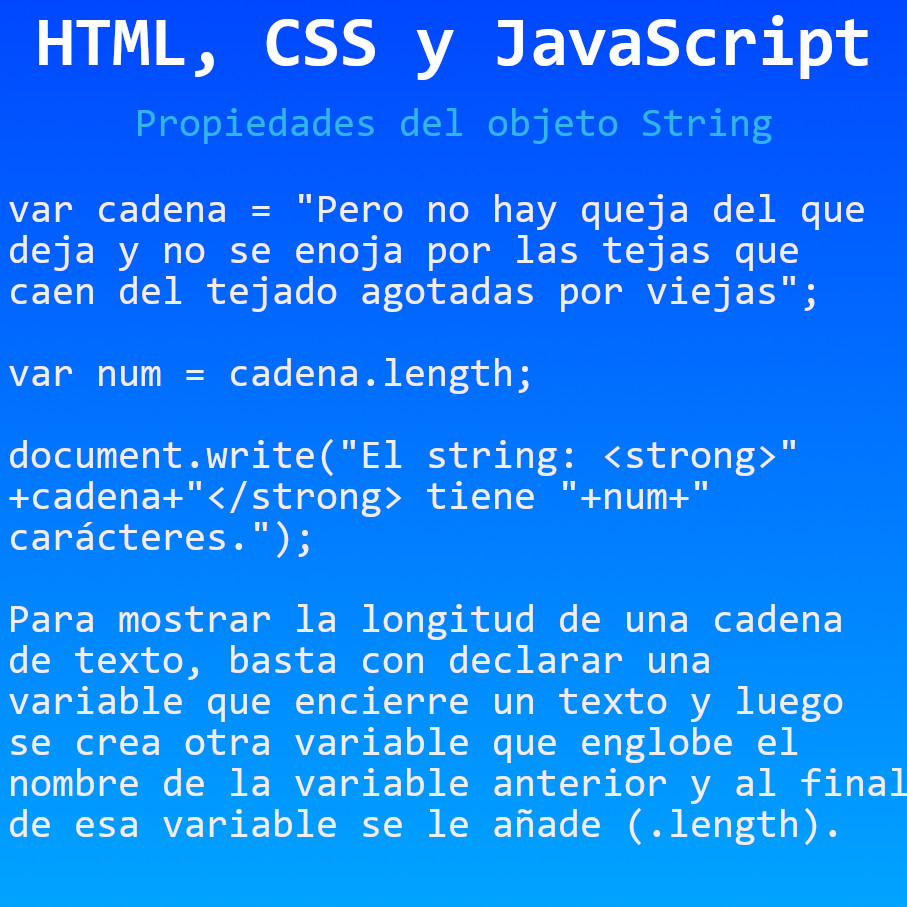 HTML, CSS y JavaScript
Propiedades del objeto String
var cadena = "Pero no hay queja del que
deja y no se enoja por las tejas que
caen del tejado agotadas por viejas";
var num = cadena.length;
document.write("El string: <strong>"
+cadena+"</strong> tiene "+num+"
carácteres.");
Para mostrar la longitud de una cadena
de texto, basta con declarar una
variable que encierre un texto y luego
se crea otra variable que englobe el
nombre de la variable anterior y al final
de esa variable se le añade (.length).